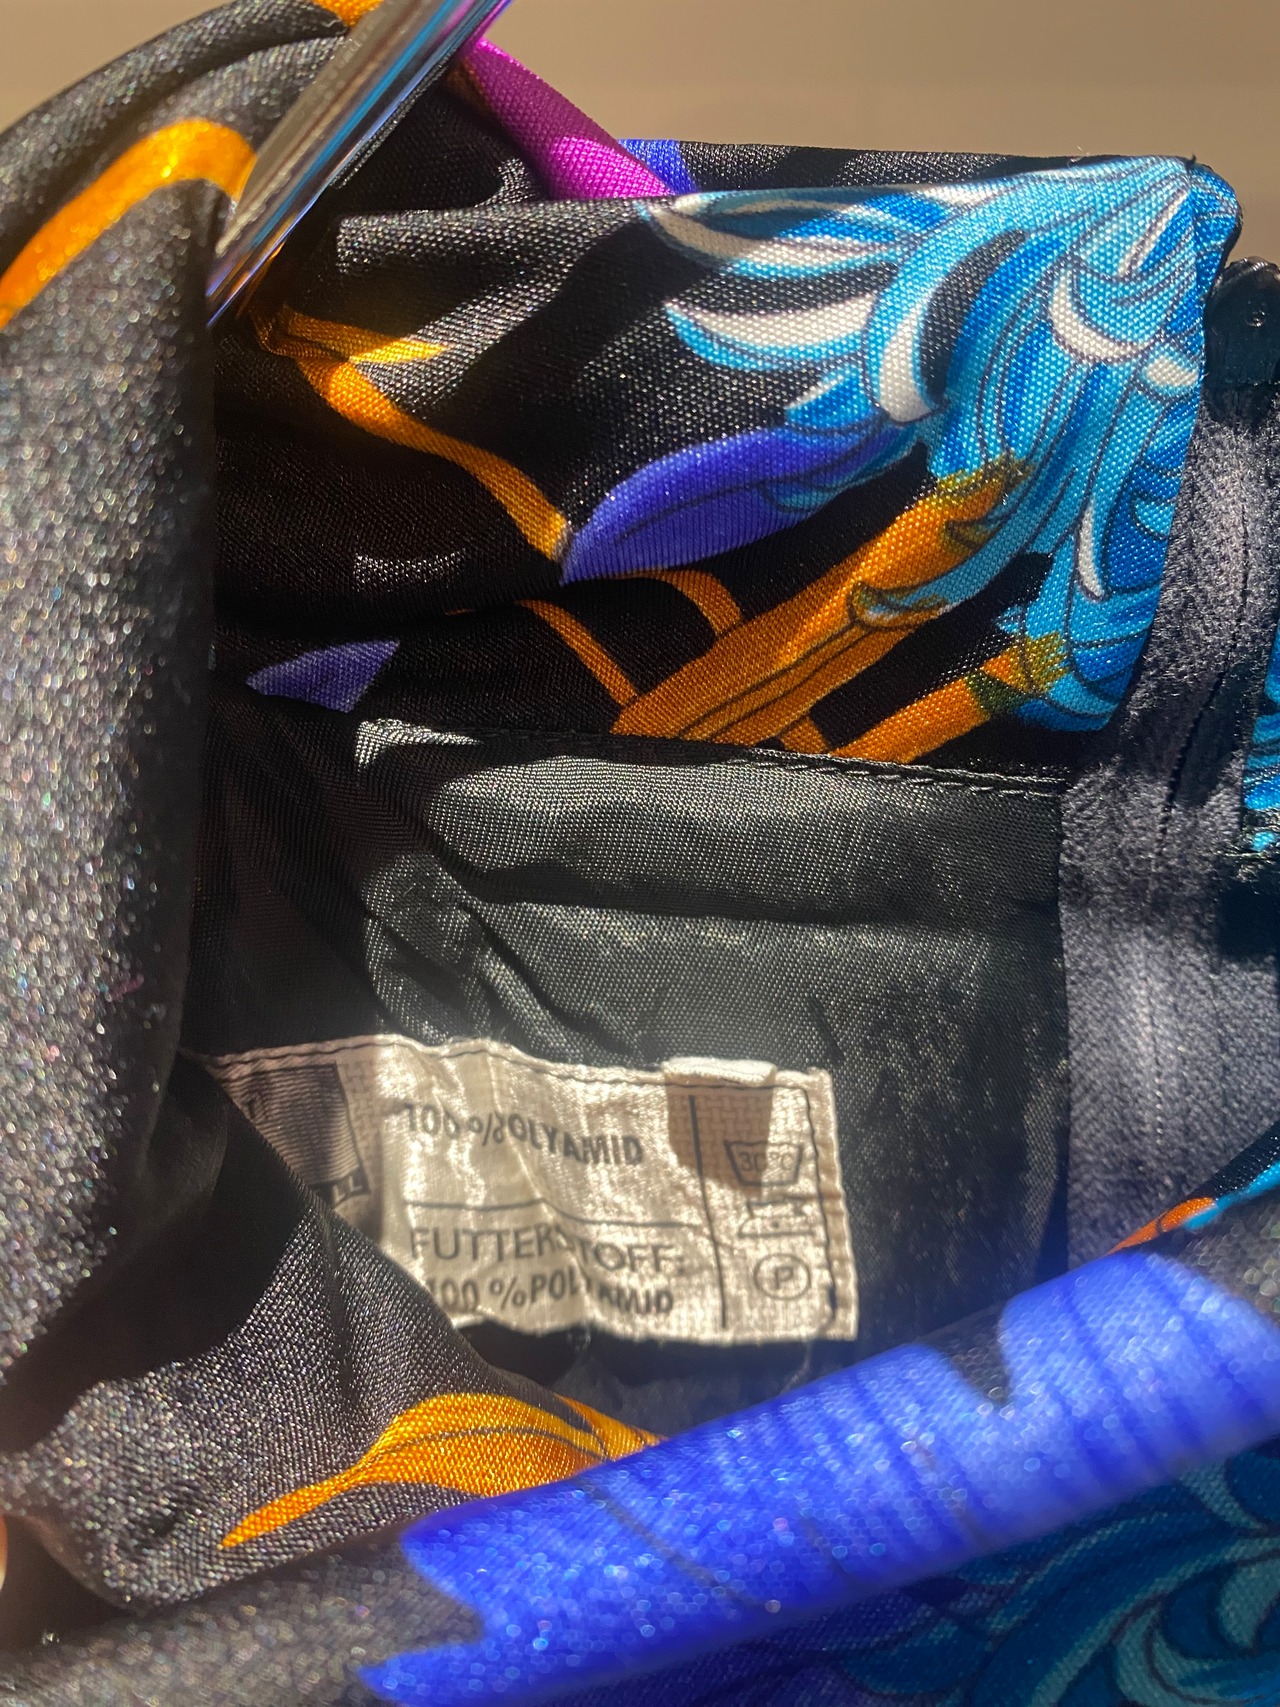 100 % POLYAMID
FUTTERSTOFF:
100 % POLYAMID
30°C
P